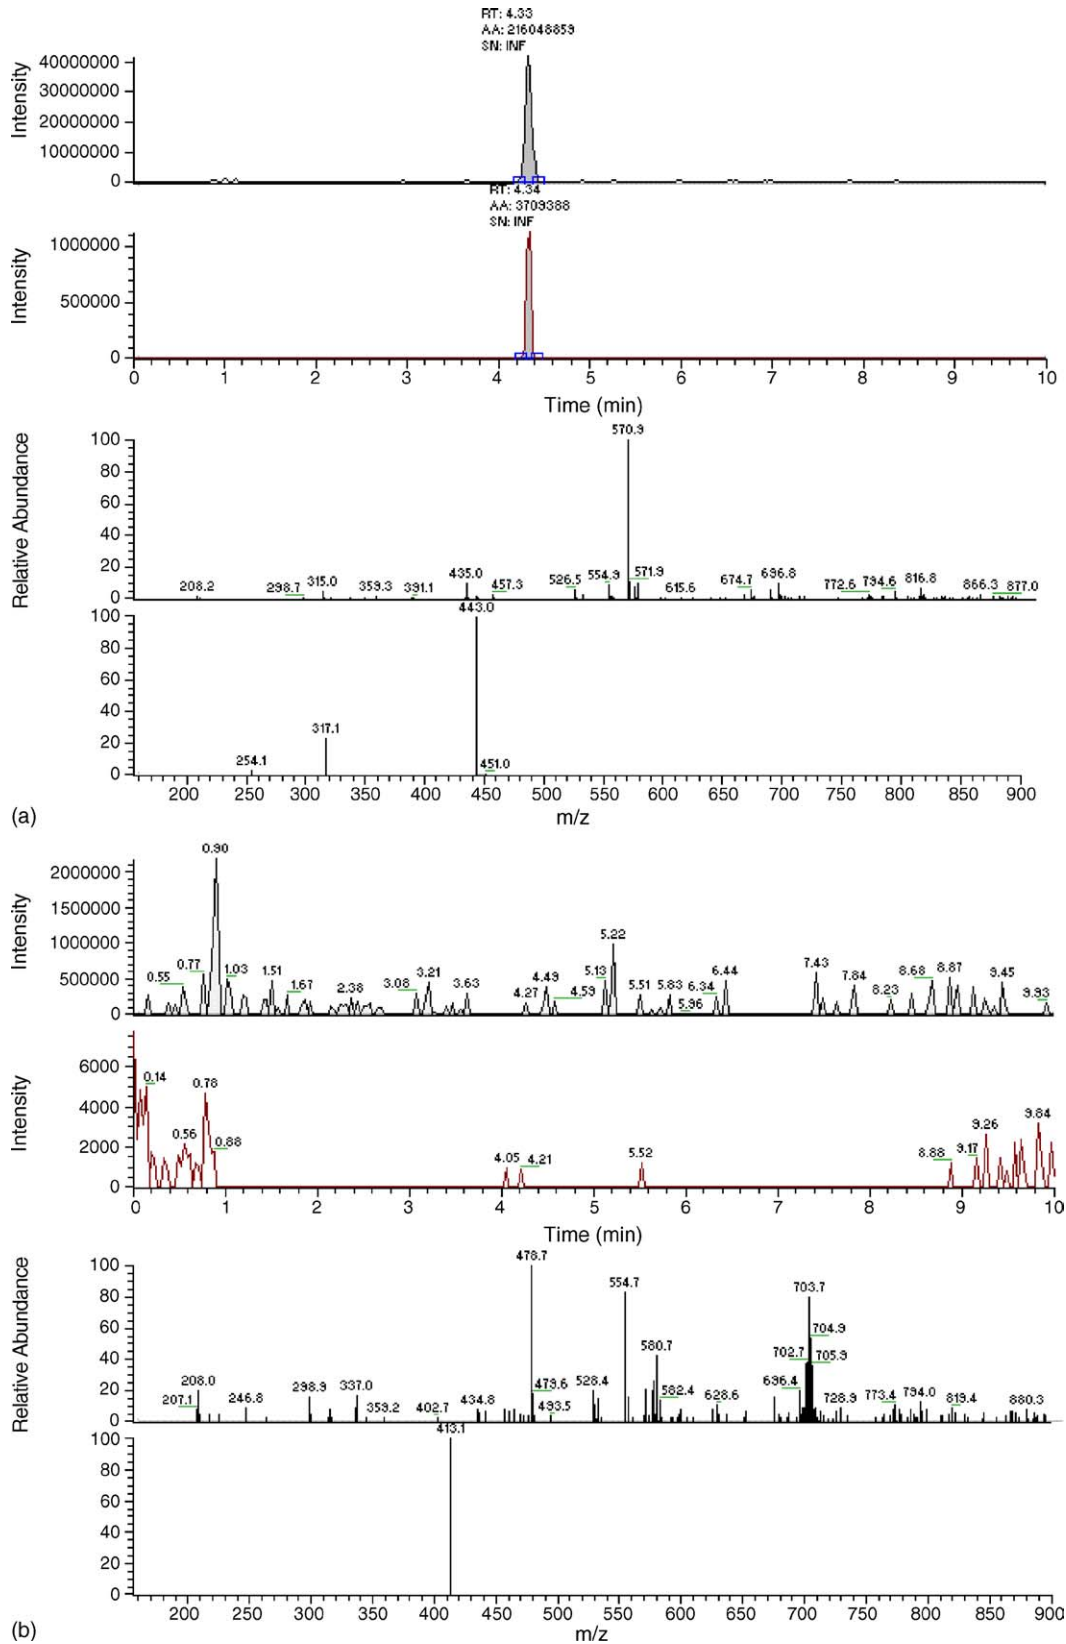 RT: 4.33
AA: 216048859
SN: INF
Intensity
40000000
30000000
20000000
10000000
0
RT: 4.34
AA: 3709388
SN: INF
Intensity
1000000
500000
0
0 1 2 3 4 5 6 7 8 9 10
Time (min)
Relative Abundance
100
80
60
40
20
0
208.2 298.7 315.0 359.3 391.1 435.0 457.3 526.5 554.9 570.9 571.9 615.6 674.7 696.8 772.6 794.6 816.8 866.3 877.0
100
80
60
40
20
0
254.1 317.1 443.0 451.0
200 250 300 350 400 450 500 550 600 650 700 750 800 850 900
m/z
(a)
Intensity
2000000
1500000
1000000
500000
0
0.55 0.77 0.90 1.03 1.51 1.67 2.38 3.08 3.21 3.63 4.27 4.49 4.59 5.13 5.22 5.51 5.83 5.96 6.34 6.44 7.43 7.84 8.23 8.68 8.87 9.45 9.93
Intensity
6000
4000
2000
0
0.14 0.56 0.78 0.88 4.05 4.21 5.52 8.88 9.17 9.26 9.84
0 1 2 3 4 5 6 7 8 9 10
Time (min)
Relative Abundance
100
80
60
40
20
0
207.1 208.0 246.8 298.9 337.0 359.2 402.7 434.8 478.7 479.6 493.5 528.4 554.7 580.7 582.4 628.6 696.4 702.7 703.7 704.9 705.9 728.9 773.4 794.0 819.4 880.3
100
80
60
40
20
0
413.1
200 250 300 350 400 450 500 550 600 650 700 750 800 850 900
m/z
(b)